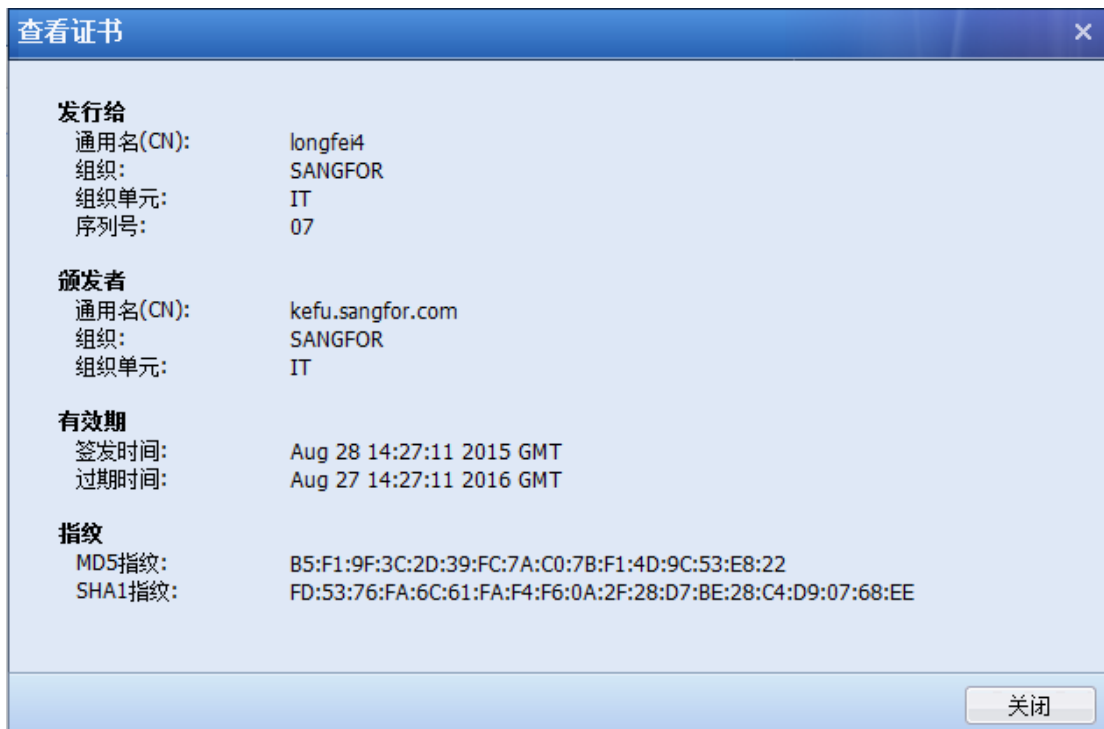 查看证书
发行给
通用名(CN): longfei4
组织: SANGFOR
组织单元: IT
序列号: 07
颁发者
通用名(CN): kefu.sangfor.com
组织: SANGFOR
组织单元: IT
有效期
签发时间: Aug 28 14:27:11 2015 GMT
过期时间: Aug 27 14:27:11 2016 GMT
指纹
MD5指纹: B5:F1:9F:3C:2D:39:FC:7A:C0:7B:F1:4D:9C:53:E8:22
SHA1指纹: FD:53:76:FA:6C:61:FA:F4:F6:0A:2F:28:D7:BE:28:C4:D9:07:68:EE
关闭